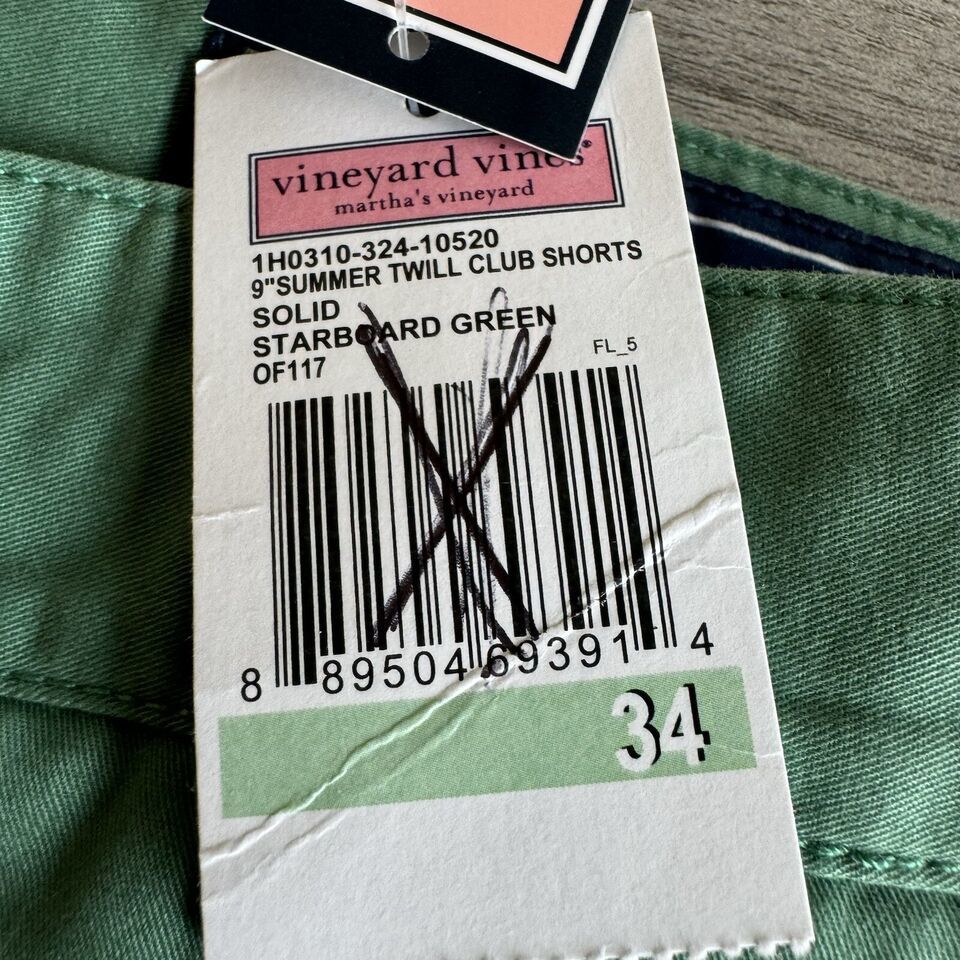 vineyard vines®
martha's vineyard
1H0310-324-10520
9"SUMMER TWILL CLUB SHORTS
SOLID
STARBOARD GREEN
OF117
FL_5
8 89504 69391 4
34